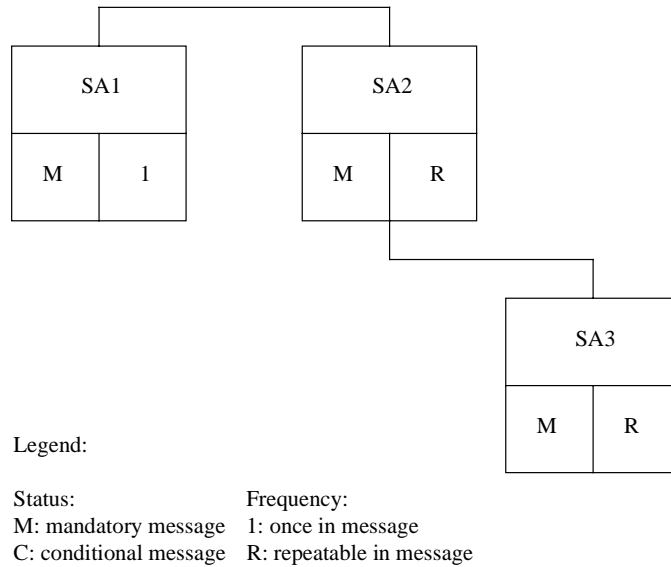 SA1
SA2
M 1
M R
SA3
M R
Legend:
Status: Frequency:
M: mandatory message 1: once in message
C: conditional message R: repeatable in message